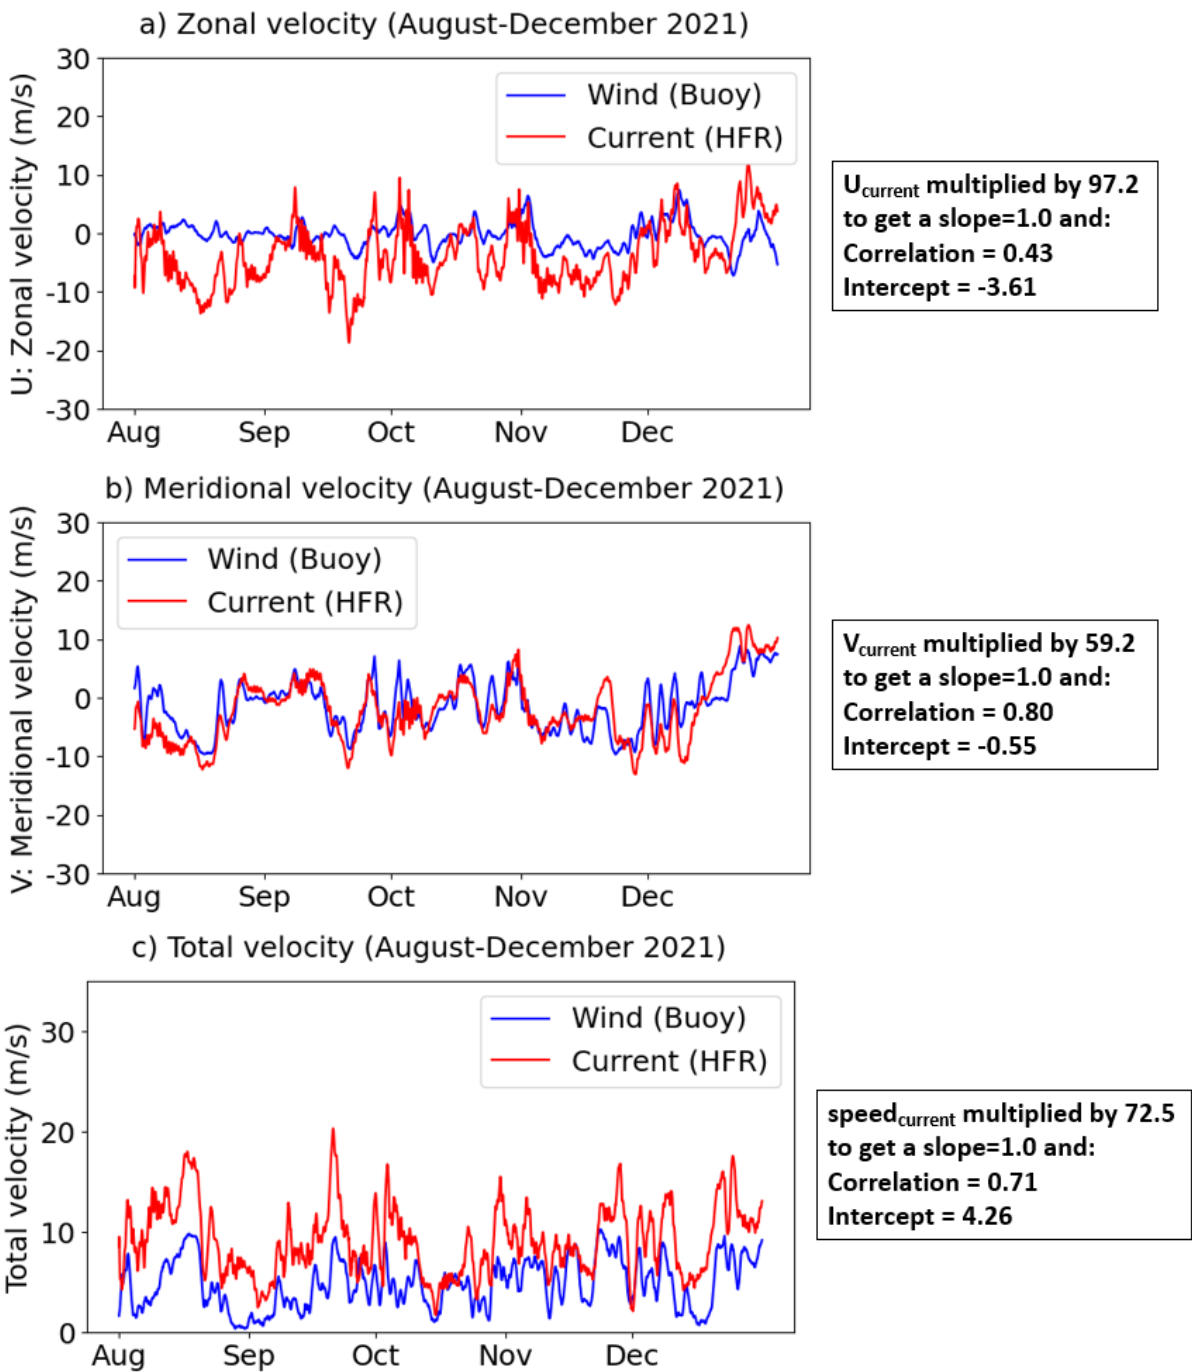 a) Zonal velocity (August-December 2021)
U: Zonal velocity (m/s)
30
20
10
0
-10
-20
-30
Wind (Buoy)
Current (HFR)
Aug Sep Oct Nov Dec
U_current multiplied by 97.2
to get a slope=1.0 and:
Correlation = 0.43
Intercept = -3.61
b) Meridional velocity (August-December 2021)
V: Meridional velocity (m/s)
30
20
10
0
-10
-20
-30
Wind (Buoy)
Current (HFR)
Aug Sep Oct Nov Dec
V_current multiplied by 59.2
to get a slope=1.0 and:
Correlation = 0.80
Intercept = -0.55
c) Total velocity (August-December 2021)
Total velocity (m/s)
30
20
10
0
Wind (Buoy)
Current (HFR)
Aug Sep Oct Nov Dec
speed_current multiplied by 72.5
to get a slope=1.0 and:
Correlation = 0.71
Intercept = 4.26